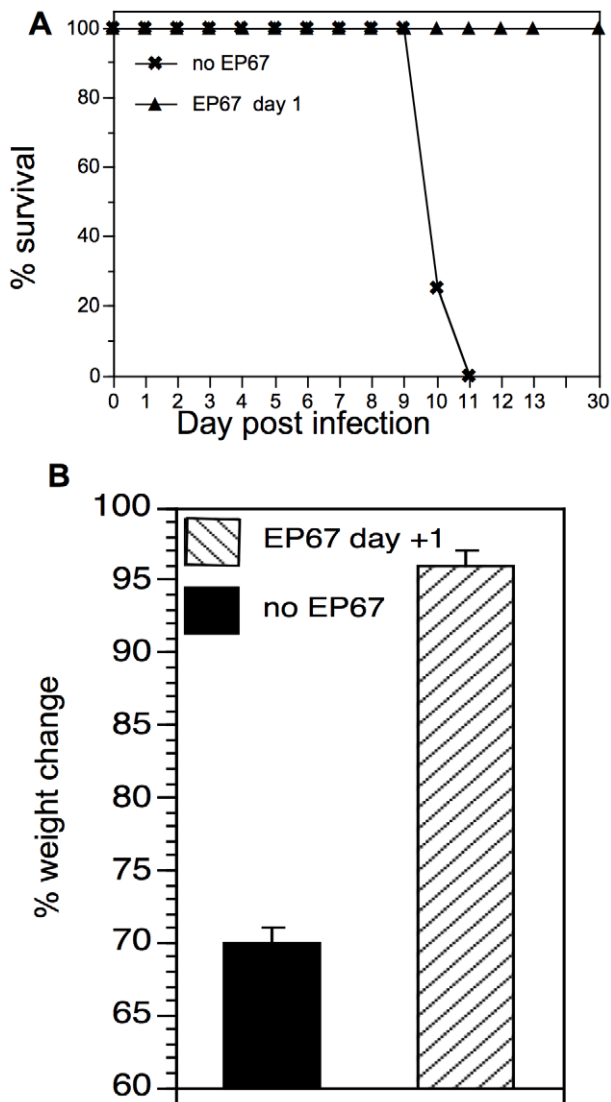 A
100
80
60
40
20
0
% survival
no EP67
EP67 day 1
0 1 2 3 4 5 6 7 8 9 10 11 12 13 30
Day post infection
B
100
95
90
85
80
75
70
65
60
% weight change
EP67 day +1
no EP67